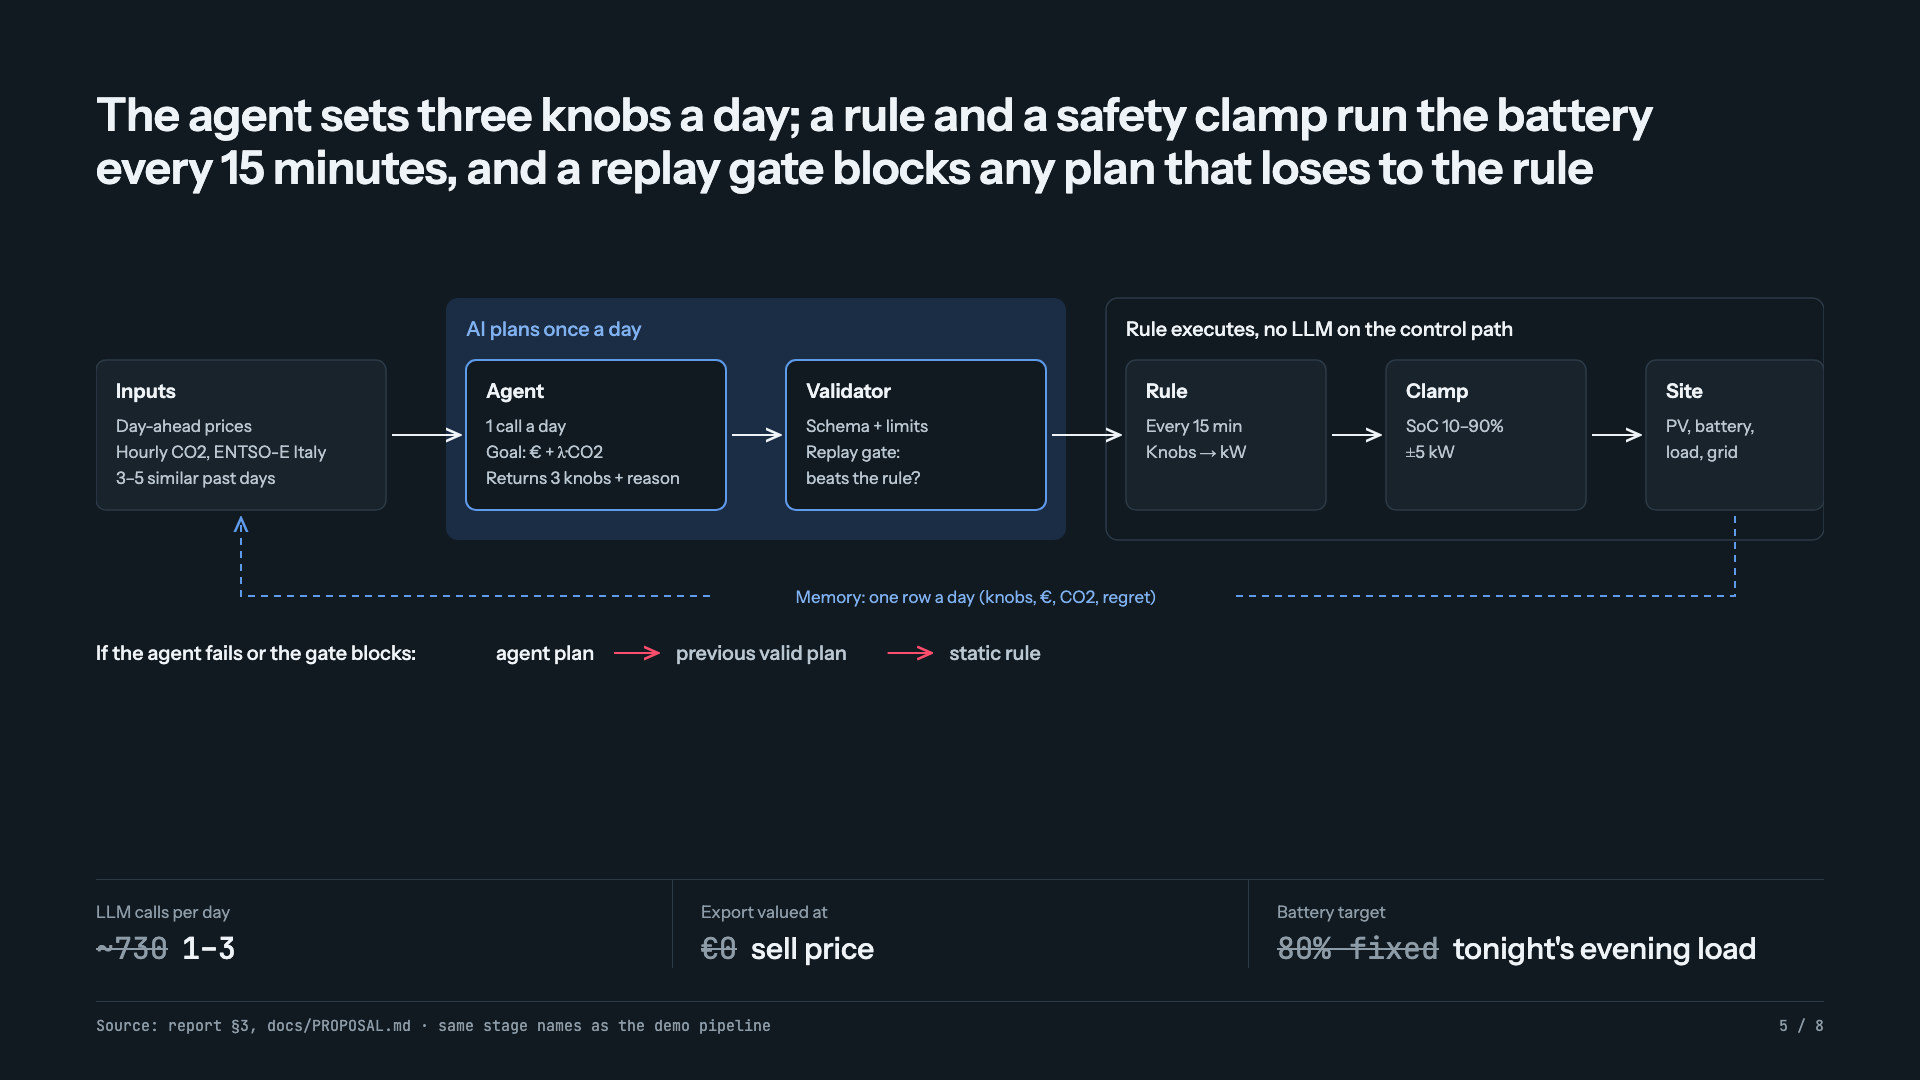 The agent sets three knobs a day; a rule and a safety clamp run the battery
every 15 minutes, and a replay gate blocks any plan that loses to the rule
AI plans once a day
Rule executes, no LLM on the control path
Inputs
Day-ahead prices
Hourly CO2, ENTSO-E Italy
3–5 similar past days
Agent
1 call a day
Goal: € + λ·CO2
Returns 3 knobs + reason
Validator
Schema + limits
Replay gate:
beats the rule?
Rule
Every 15 min
Knobs → kW
Clamp
SoC 10–90%
±5 kW
Site
PV, battery,
load, grid
Memory: one row a day (knobs, €, CO2, regret)
If the agent fails or the gate blocks: agent plan → previous valid plan → static rule
LLM calls per day
~730 1–3
Export valued at
€0 sell price
Battery target
80% fixed tonight's evening load
Source: report §3, docs/PROPOSAL.md · same stage names as the demo pipeline
5 / 8